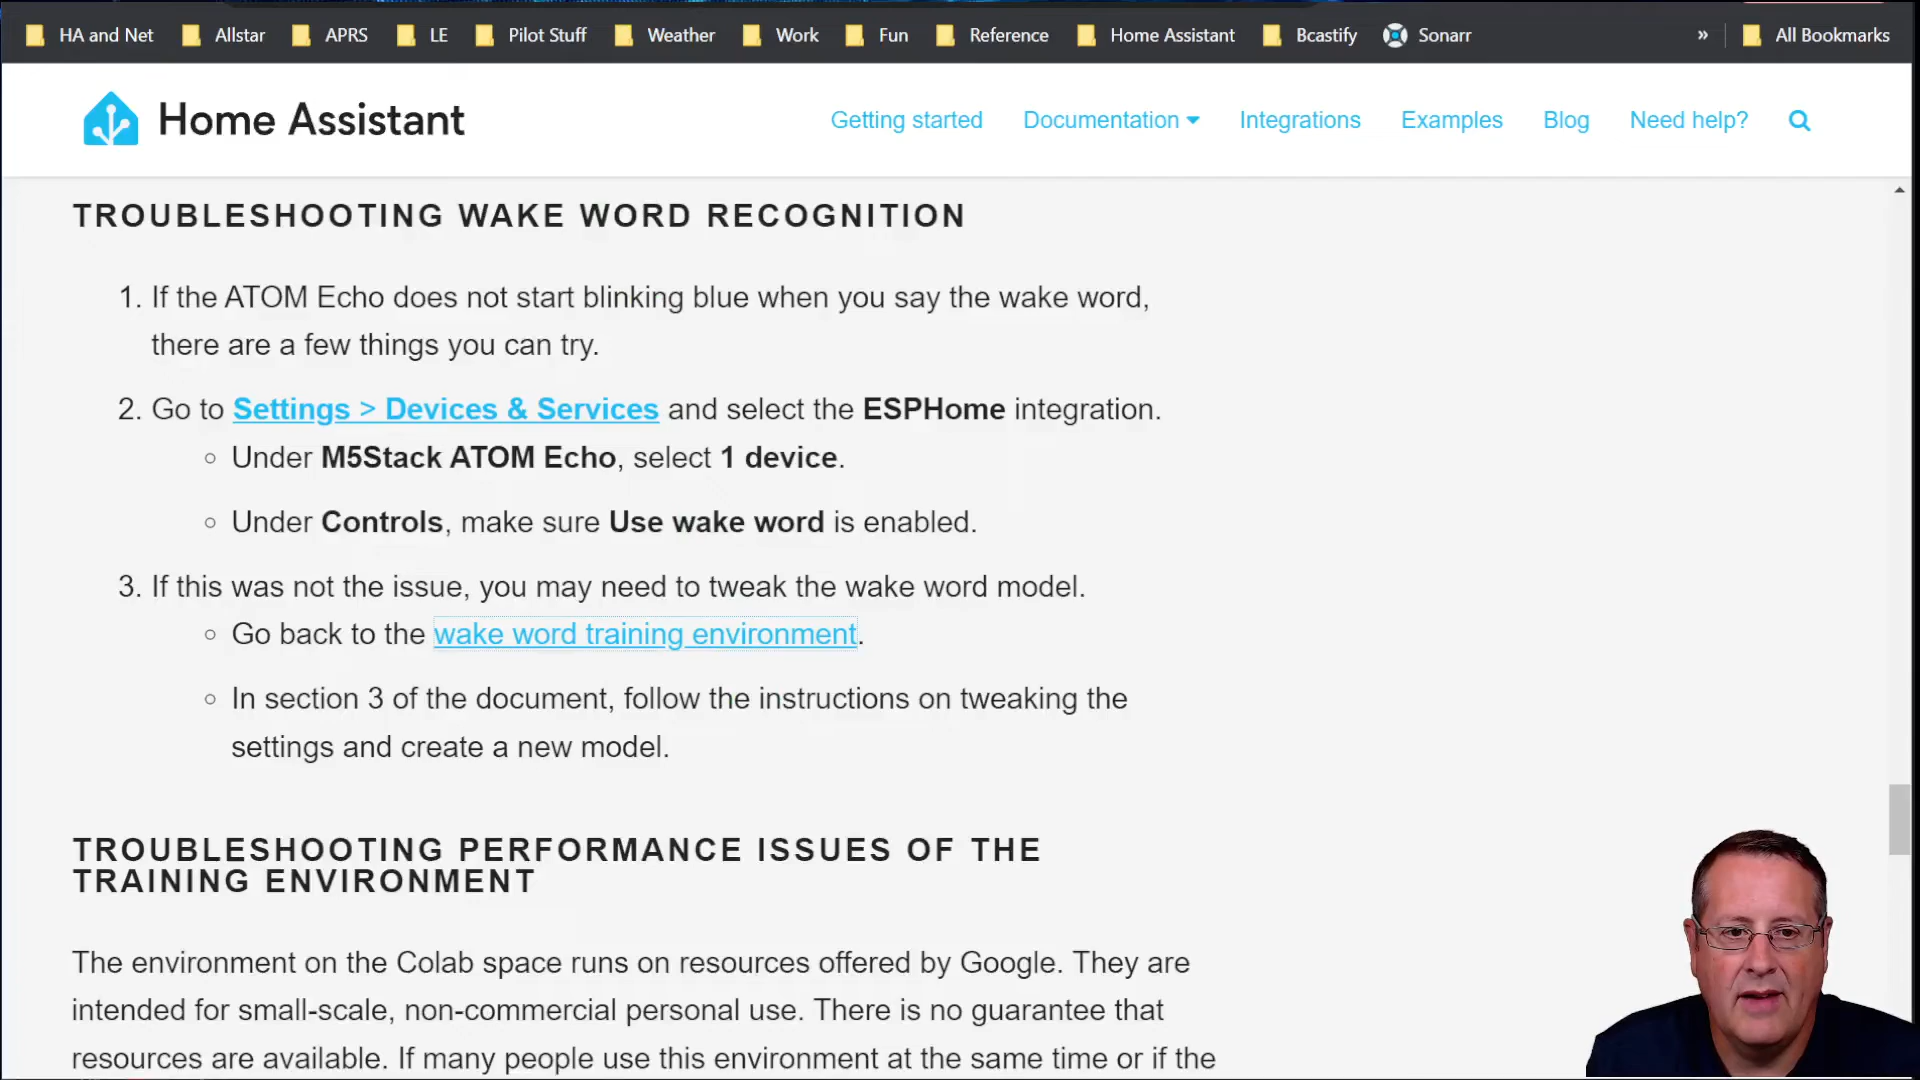 HA and Net Allstar APRS LE Pilot Stuff Weather Work Fun Reference Home Assistant Bcastify Sonarr » All Bookmarks
Home Assistant Getting started Documentation Integrations Examples Blog Need help?
TROUBLESHOOTING WAKE WORD RECOGNITION
1. If the ATOM Echo does not start blinking blue when you say the wake word,
there are a few things you can try.
2. Go to Settings > Devices & Services and select the ESPHome integration.
Under M5Stack ATOM Echo, select 1 device.
Under Controls, make sure Use wake word is enabled.
3. If this was not the issue, you may need to tweak the wake word model.
Go back to the wake word training environment.
In section 3 of the document, follow the instructions on tweaking the
settings and create a new model.
TROUBLESHOOTING PERFORMANCE ISSUES OF THE
TRAINING ENVIRONMENT
The environment on the Colab space runs on resources offered by Google. They are
intended for small-scale, non-commercial personal use. There is no guarantee that
resources are available. If many people use this environment at the same time or if the